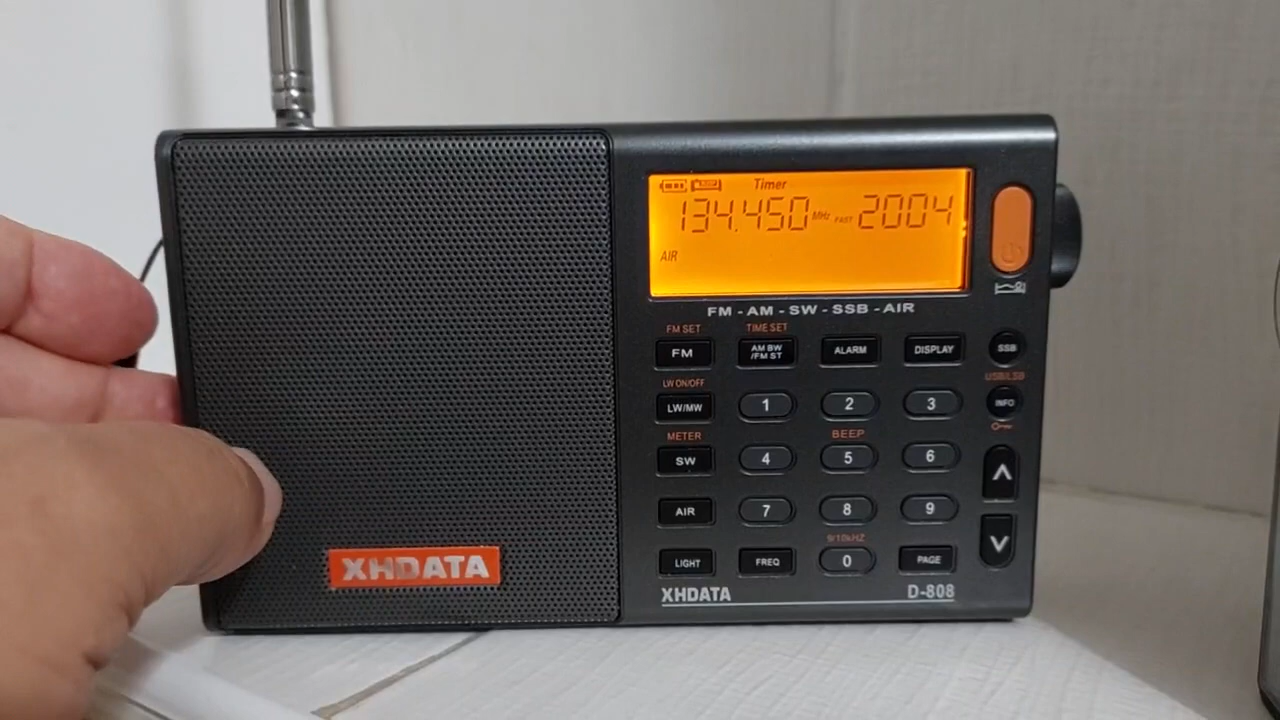 Timer
134.450 MHz FAST 2004
AIR
FM - AM - SW - SSB - AIR
FM SET TIME SET
FM AM BW /FM ST ALARM DISPLAY SSB
LW ON/OFF USB/LSB
LW/MW 1 2 3 INFO
METER BEEP
SW 4 5 6
AIR 7 8 9
9/10kHZ
LIGHT FREQ 0 PAGE
XHDATA
XHDATA D-808